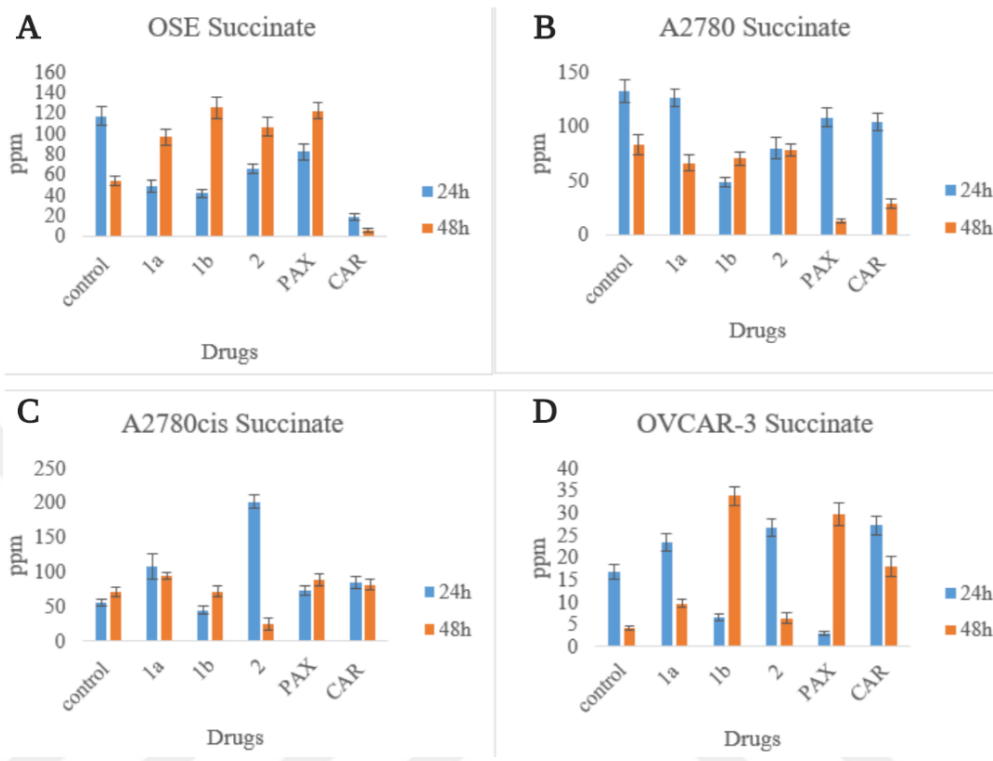 A
OSE Succinate
160
140
120
100
80
60
40
20
0
ppm
control
1a
1b
2
PAX
CAR
Drugs
24h
48h
B
A2780 Succinate
150
100
50
0
ppm
control
1a
1b
2
PAX
CAR
Drugs
24h
48h
C
A2780cis Succinate
250
200
150
100
50
0
ppm
control
1a
1b
2
PAX
CAR
Drugs
24h
48h
D
OVCAR-3 Succinate
40
35
30
25
20
15
10
5
0
ppm
control
1a
1b
2
PAX
CAR
Drugs
24h
48h